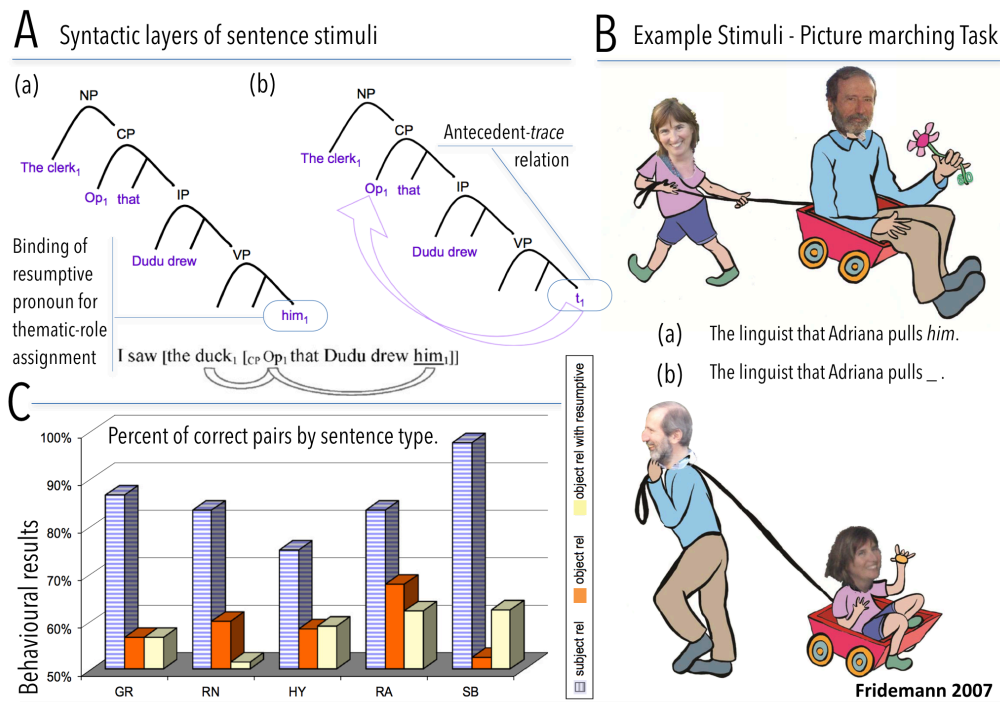 A Syntactic layers of sentence stimuli
(a)
NP
CP
The clerk₁
Op₁ that
IP
Dudu drew
VP
him₁
Binding of
resumptive
pronoun for
thematic-role
assignment
(b)
NP
CP
The clerk₁
Op₁ that
IP
Dudu drew
VP
t₁
Antecedent-trace
relation
I saw [the duck₁ [CP Op₁ that Dudu drew him₁]]
B Example Stimuli - Picture marching Task
(a) The linguist that Adriana pulls him.
(b) The linguist that Adriana pulls _ .
Fridemann 2007
C
Percent of correct pairs by sentence type.
Behavioural results
100%
90%
80%
70%
60%
50%
GR RN HY RA SB
subject rel
object rel
object rel with resumptive